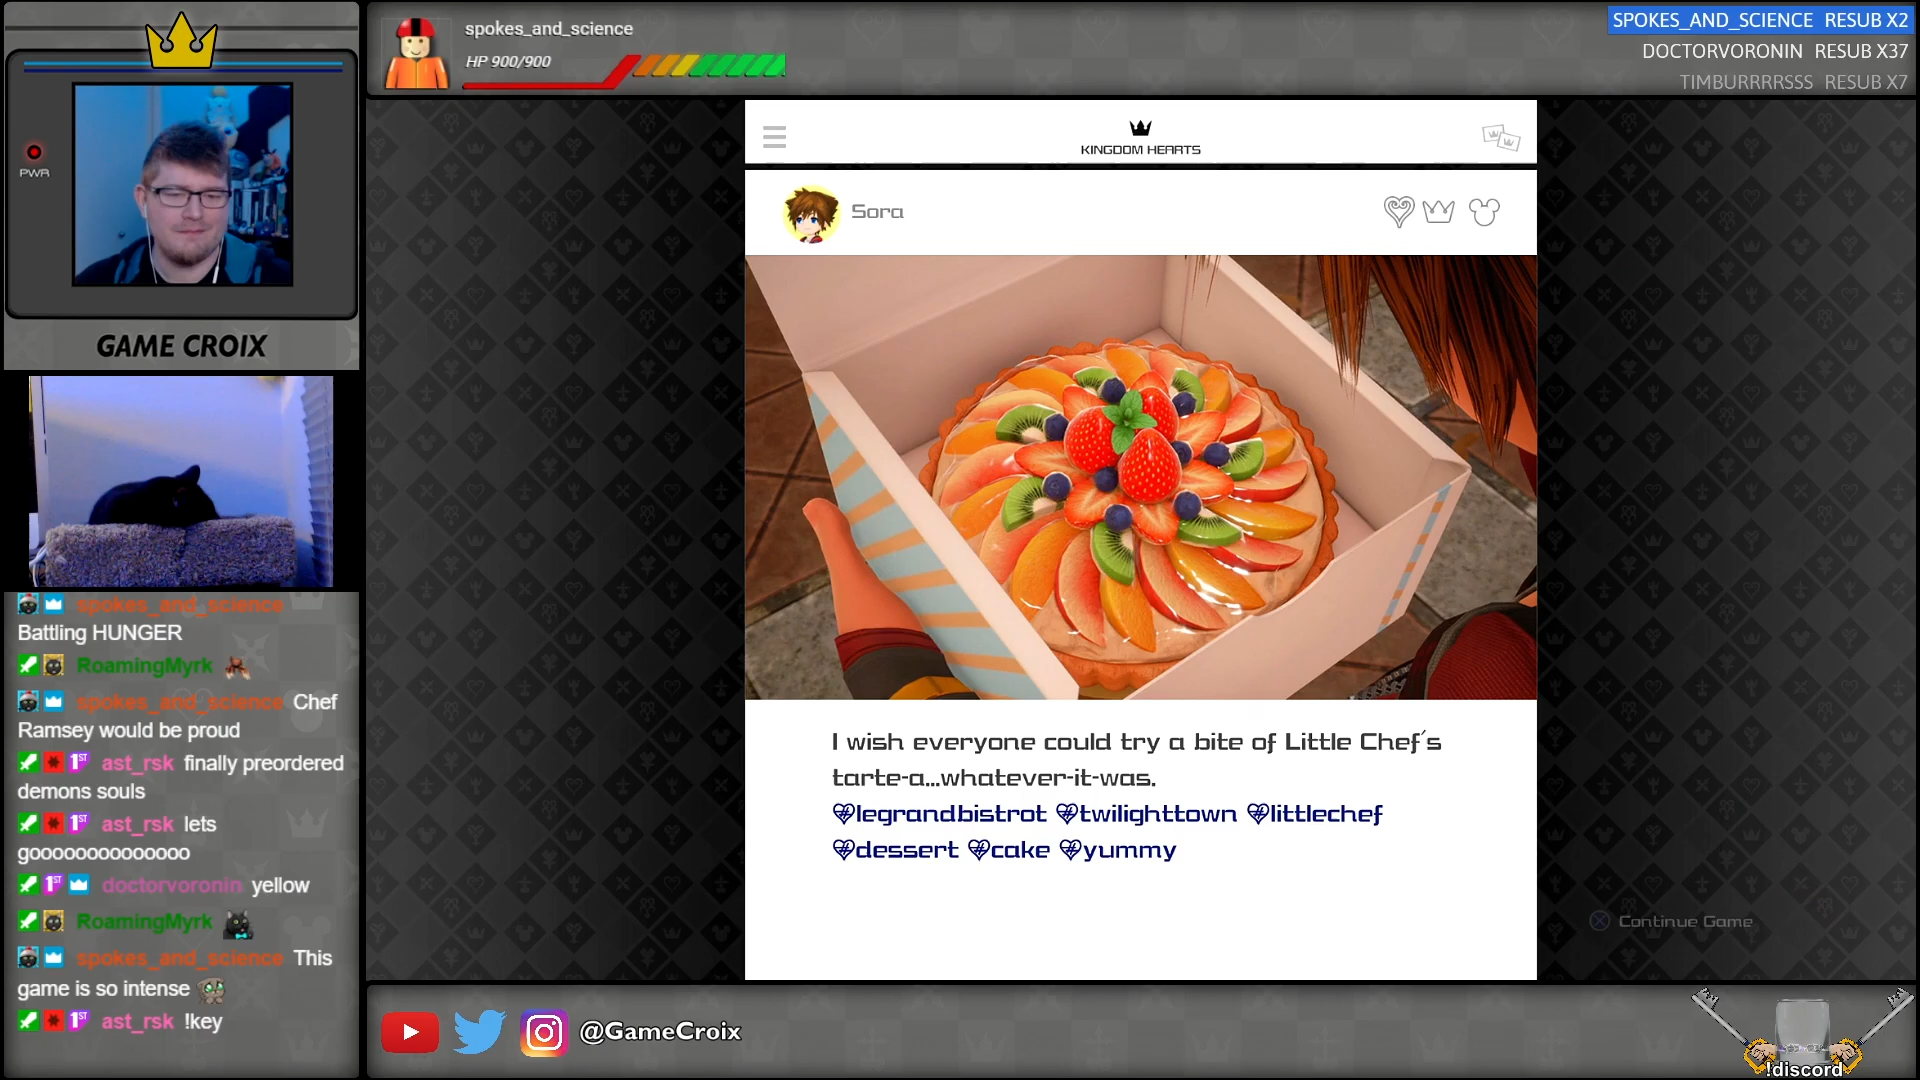 spokes_and_science
HP 900/900
SPOKES_AND_SCIENCE RESUB X2
DOCTORVORONIN RESUB X37
TIMBURRRRSSS RESUB X7
PWR
GAME CROIX
KINGDOM HEARTS
Sora
I wish everyone could try a bite of Little Chef's
tarte-a...whatever-it-was.
legrandbistrot twilighttown littlechef
dessert cake yummy
Continue Game
spokes_and_science
Battling HUNGER
RoamingMyrk
spokes_and_science Chef
Ramsey would be proud
1ST ast_rsk finally preordered
demons souls
1ST ast_rsk lets
goooooooooooooo
1ST doctorvoronin yellow
RoamingMyrk
spokes_and_science This
game is so intense
1ST ast_rsk !key
@GameCroix
!discord